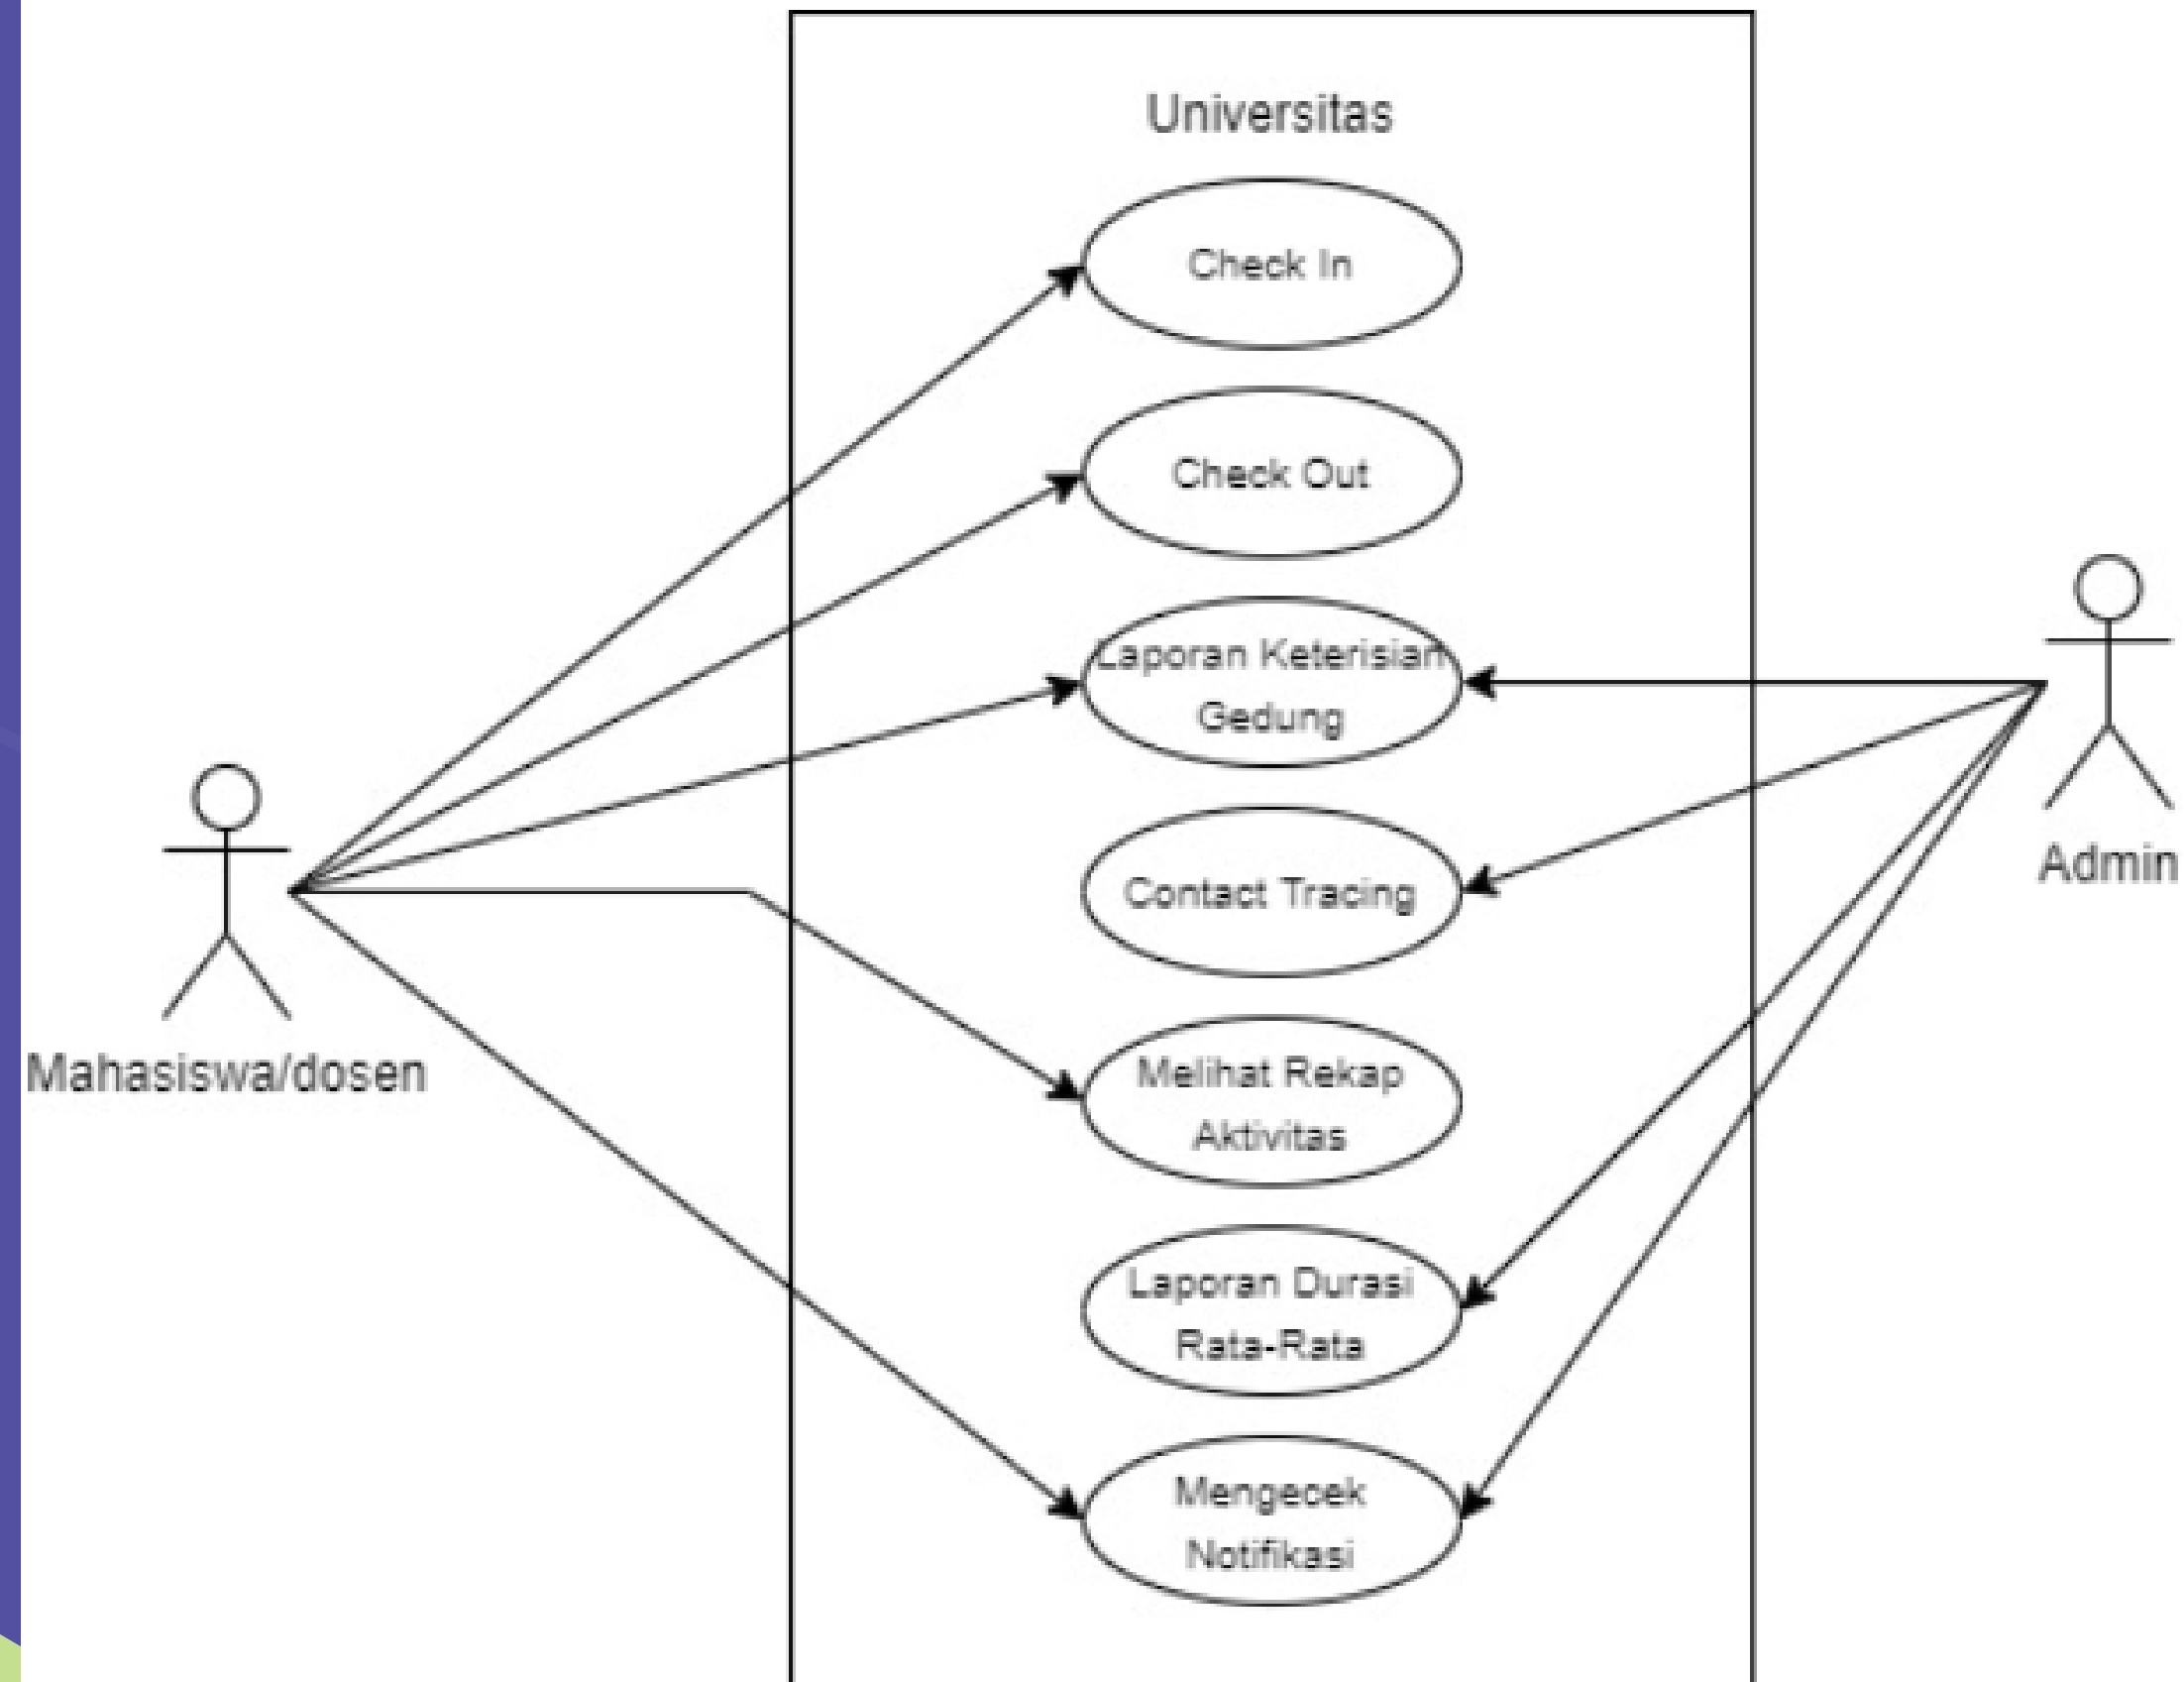 Universitas
Check In
Check Out
Laporan Keterisian
Gedung
Contact Tracing
Admin
Mahasiswa/dosen
Melihat Rekap
Aktivitas
Laporan Durasi
Rata-Rata
Mengecek
Notifikasi